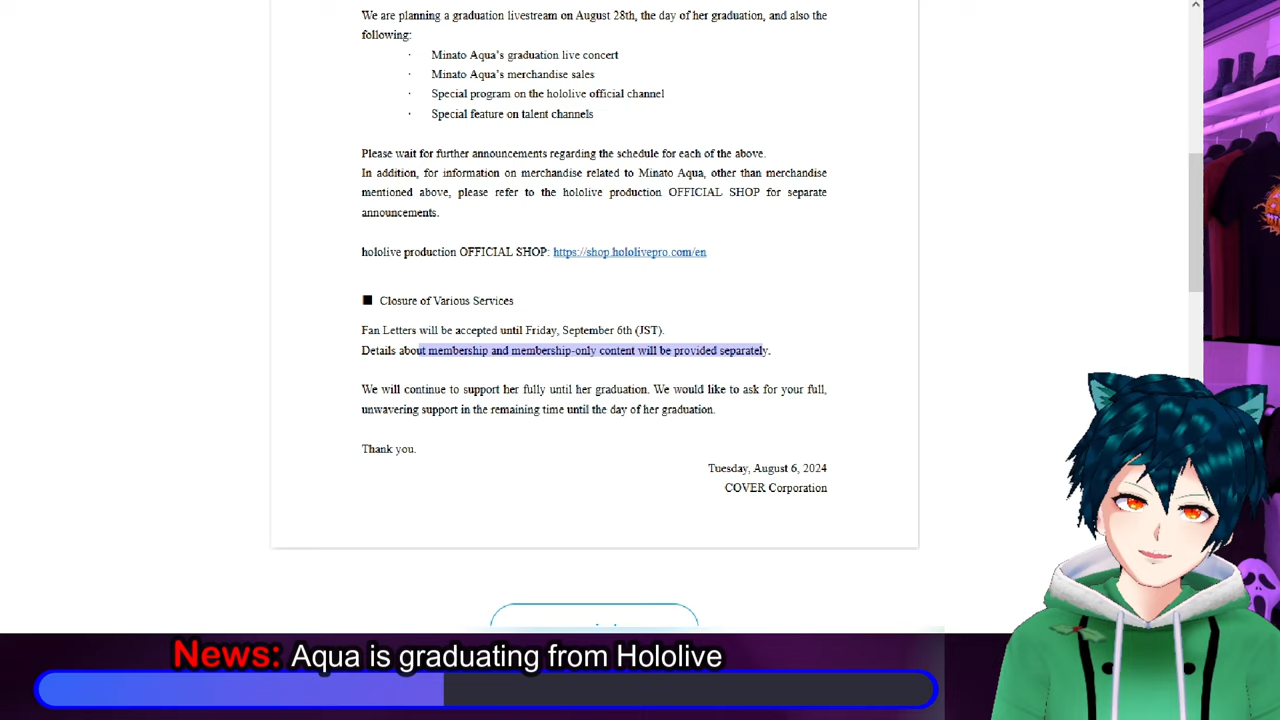 We are planning a graduation livestream on August 28th, the day of her graduation, and also the
following:
· Minato Aqua's graduation live concert
· Minato Aqua's merchandise sales
· Special program on the hololive official channel
· Special feature on talent channels
Please wait for further announcements regarding the schedule for each of the above.
In addition, for information on merchandise related to Minato Aqua, other than merchandise
mentioned above, please refer to the hololive production OFFICIAL SHOP for separate
announcements.
hololive production OFFICIAL SHOP: https://shop.hololivepro.com/en
■ Closure of Various Services
Fan Letters will be accepted until Friday, September 6th (JST).
Details about membership and membership-only content will be provided separately.
We will continue to support her fully until her graduation. We would like to ask for your full,
unwavering support in the remaining time until the day of her graduation.
Thank you.
Tuesday, August 6, 2024
COVER Corporation
News: Aqua is graduating from Hololive